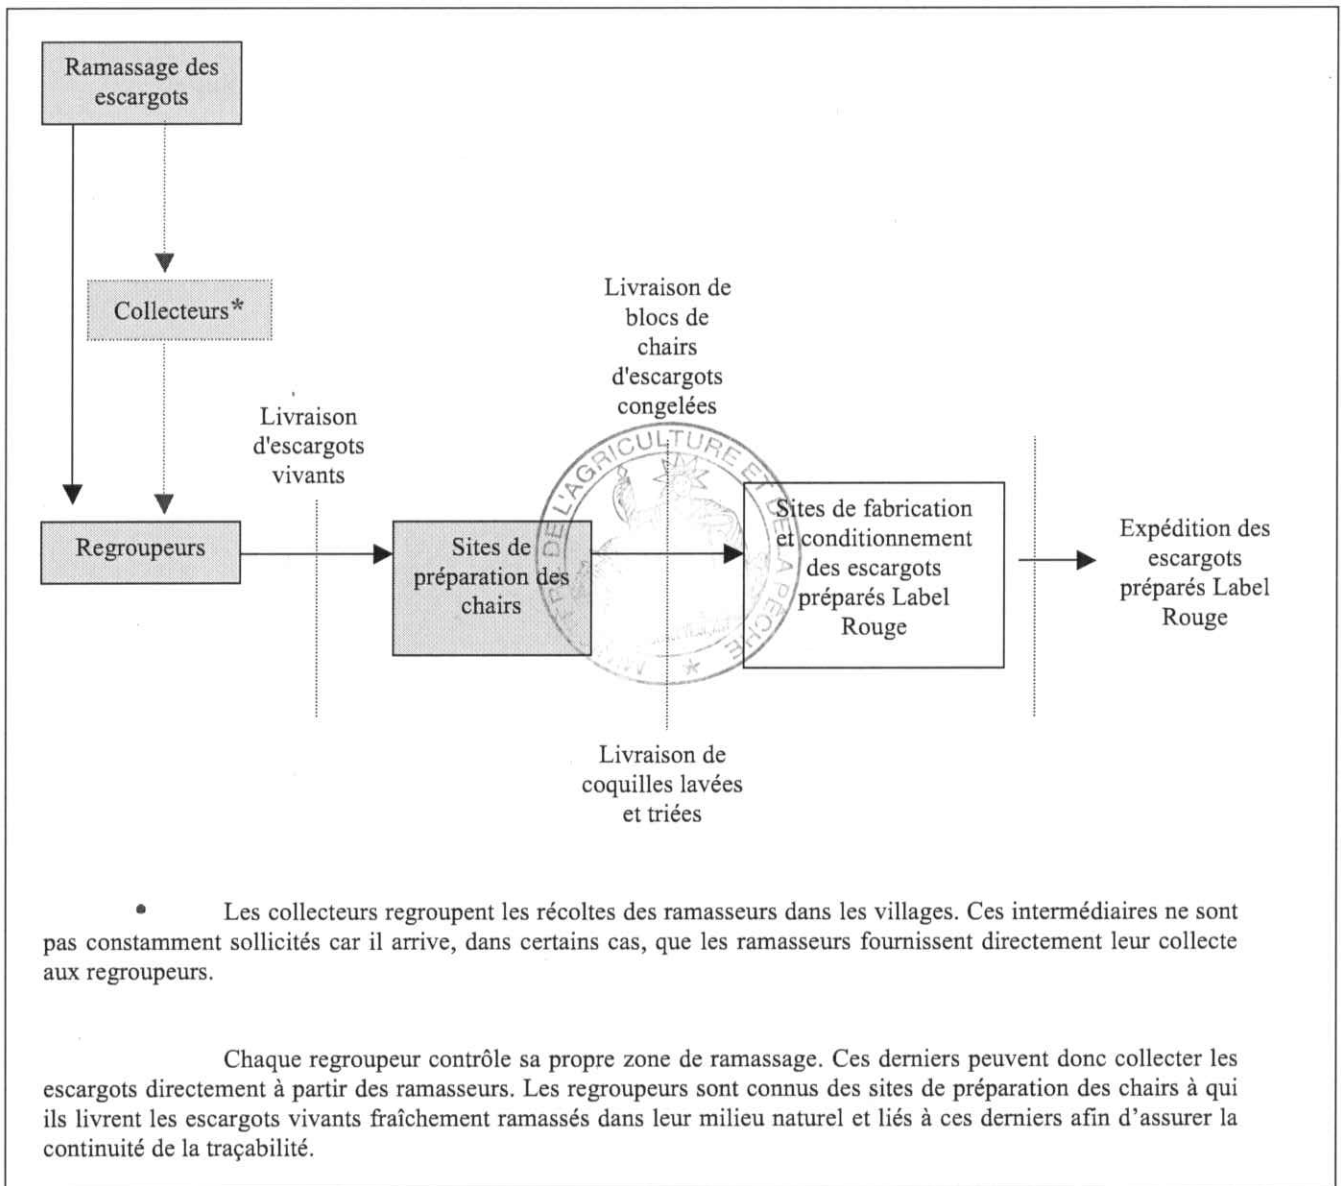 Ramassage des
escargots
Collecteurs*
Livraison
d'escargots
vivants
Regroupeurs
Sites de
préparation des
chairs
Livraison de
blocs de
chairs
d'escargots
congelées
DE L'AGRICULTURE ET DE LA PÊCHE
Sites de fabrication
et conditionnement
des escargots
préparés Label
Rouge
Expédition des
escargots
préparés Label
Rouge
Livraison de
coquilles lavées
et triées
• Les collecteurs regroupent les récoltes des ramasseurs dans les villages. Ces intermédiaires ne sont
pas constamment sollicités car il arrive, dans certains cas, que les ramasseurs fournissent directement leur collecte
aux regroupeurs.
Chaque regroupeur contrôle sa propre zone de ramassage. Ces derniers peuvent donc collecter les
escargots directement à partir des ramasseurs. Les regroupeurs sont connus des sites de préparation des chairs à qui
ils livrent les escargots vivants fraîchement ramassés dans leur milieu naturel et liés à ces derniers afin d'assurer la
continuité de la traçabilité.